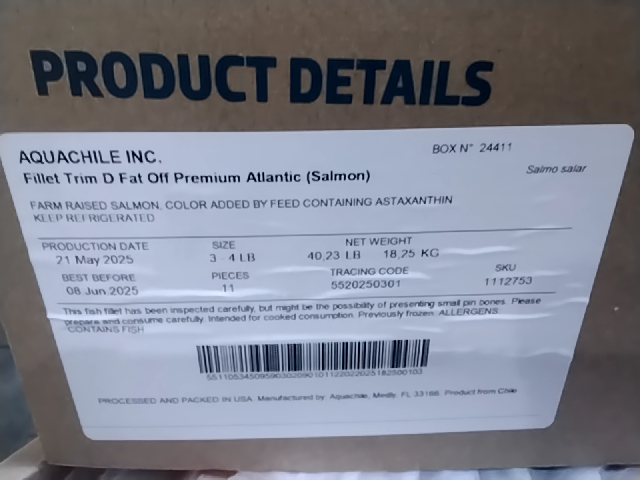 PRODUCT DETAILS
AQUACHILE INC.
BOX N° 24411
Fillet Trim D Fat Off Premium Atlantic (Salmon)
Salmo salar
FARM RAISED SALMON, COLOR ADDED BY FEED CONTAINING ASTAXANTHIN
KEEP REFRIGERATED
PRODUCTION DATE SIZE NET WEIGHT
21 May 2025 3 - 4 LB 40,23 LB 18,25 KG
BEST BEFORE PIECES TRACING CODE SKU
08 Jun.2025 11 5520250301 1112753
This fish fillet has been inspected carefully, but might be the possibility of presenting small pin bones. Please
prepare and consume carefully. Intended for cooked consumption. Previously frozen. ALLERGENS:
CONTAINS FISH
PROCESSED AND PACKED IN USA. Manufactured by Aquachile, Medly, FL 33166. Product from Chile